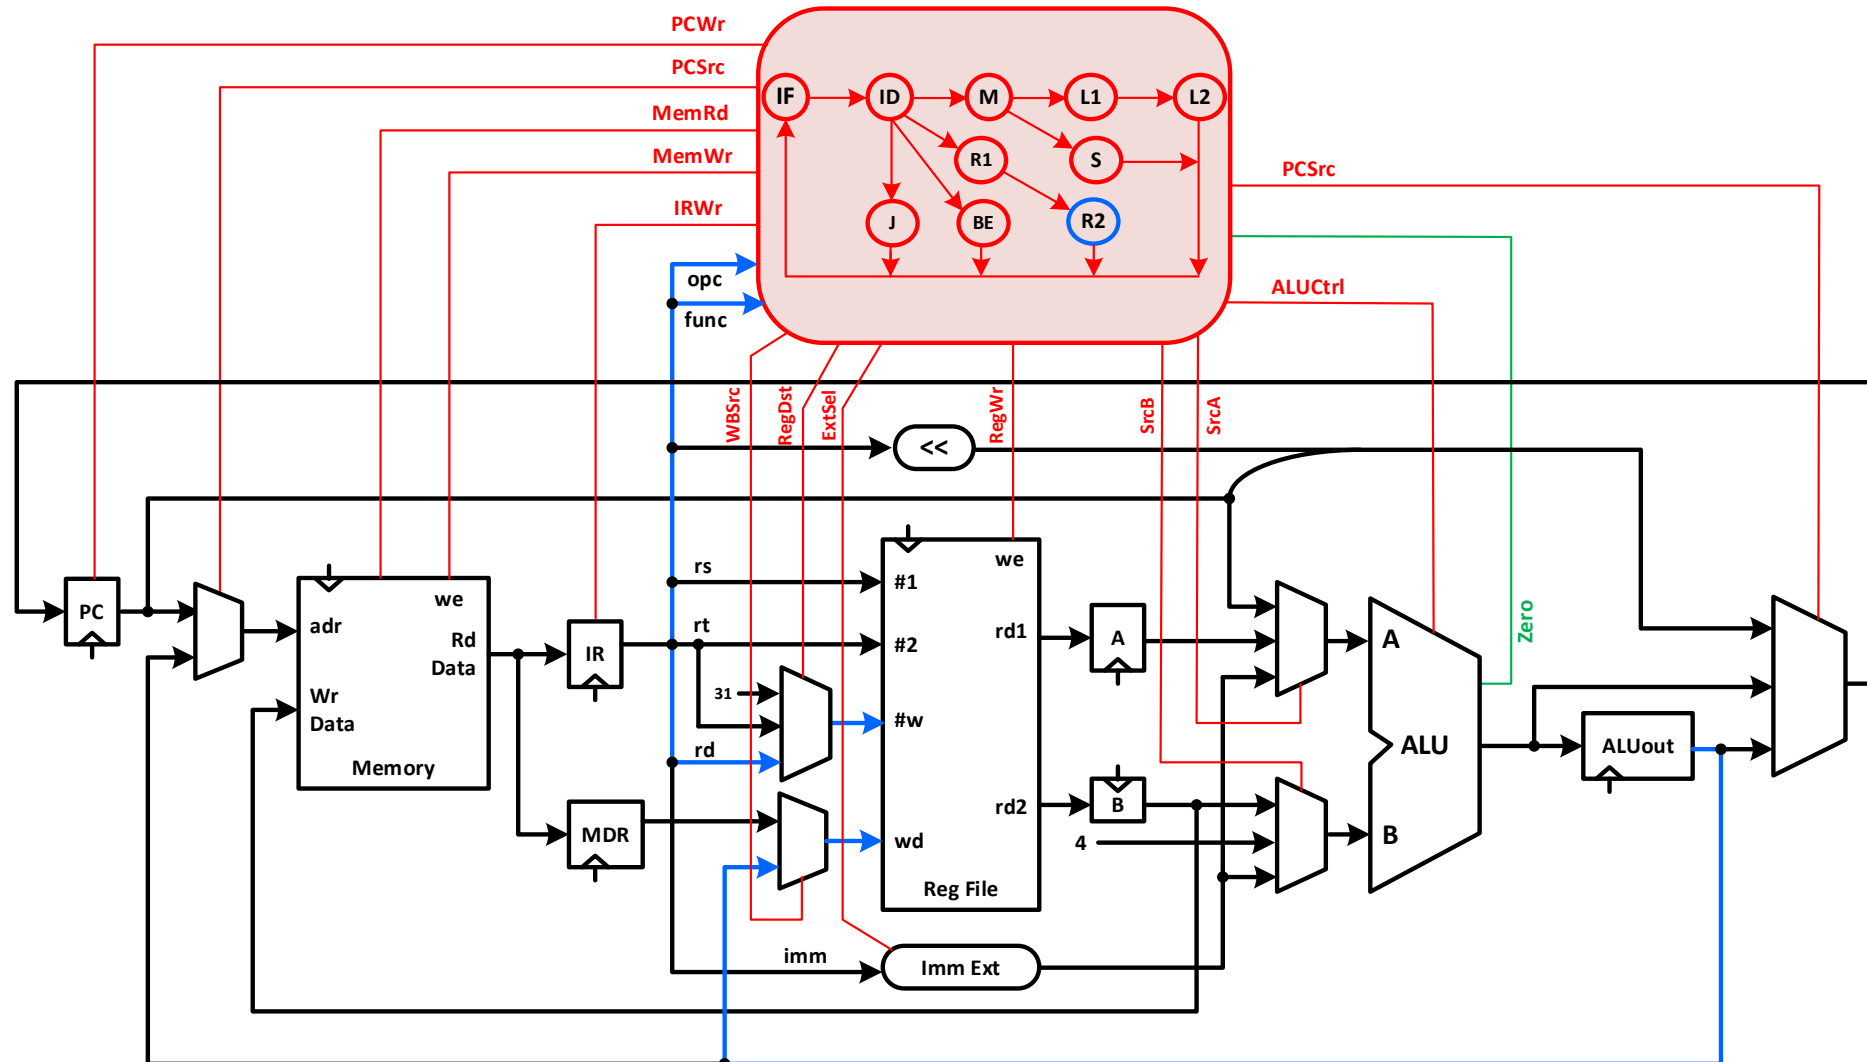 PCWr
PCSrc
MemRd
MemWr
IRWr
opc
func
IF
ID
M
L1
L2
R1
S
J
BE
R2
PCSrc
ALUCtrl
WBSrc
RegDst
ExtSel
RegWr
SrcB
SrcA
Zero
<<
PC
adr
we
Rd
Data
Wr
Data
Memory
IR
MDR
rs
rt
31
rd
imm
we
#1
#2
#w
wd
rd1
rd2
Reg File
Imm Ext
A
B
4
A
B
ALU
ALUout